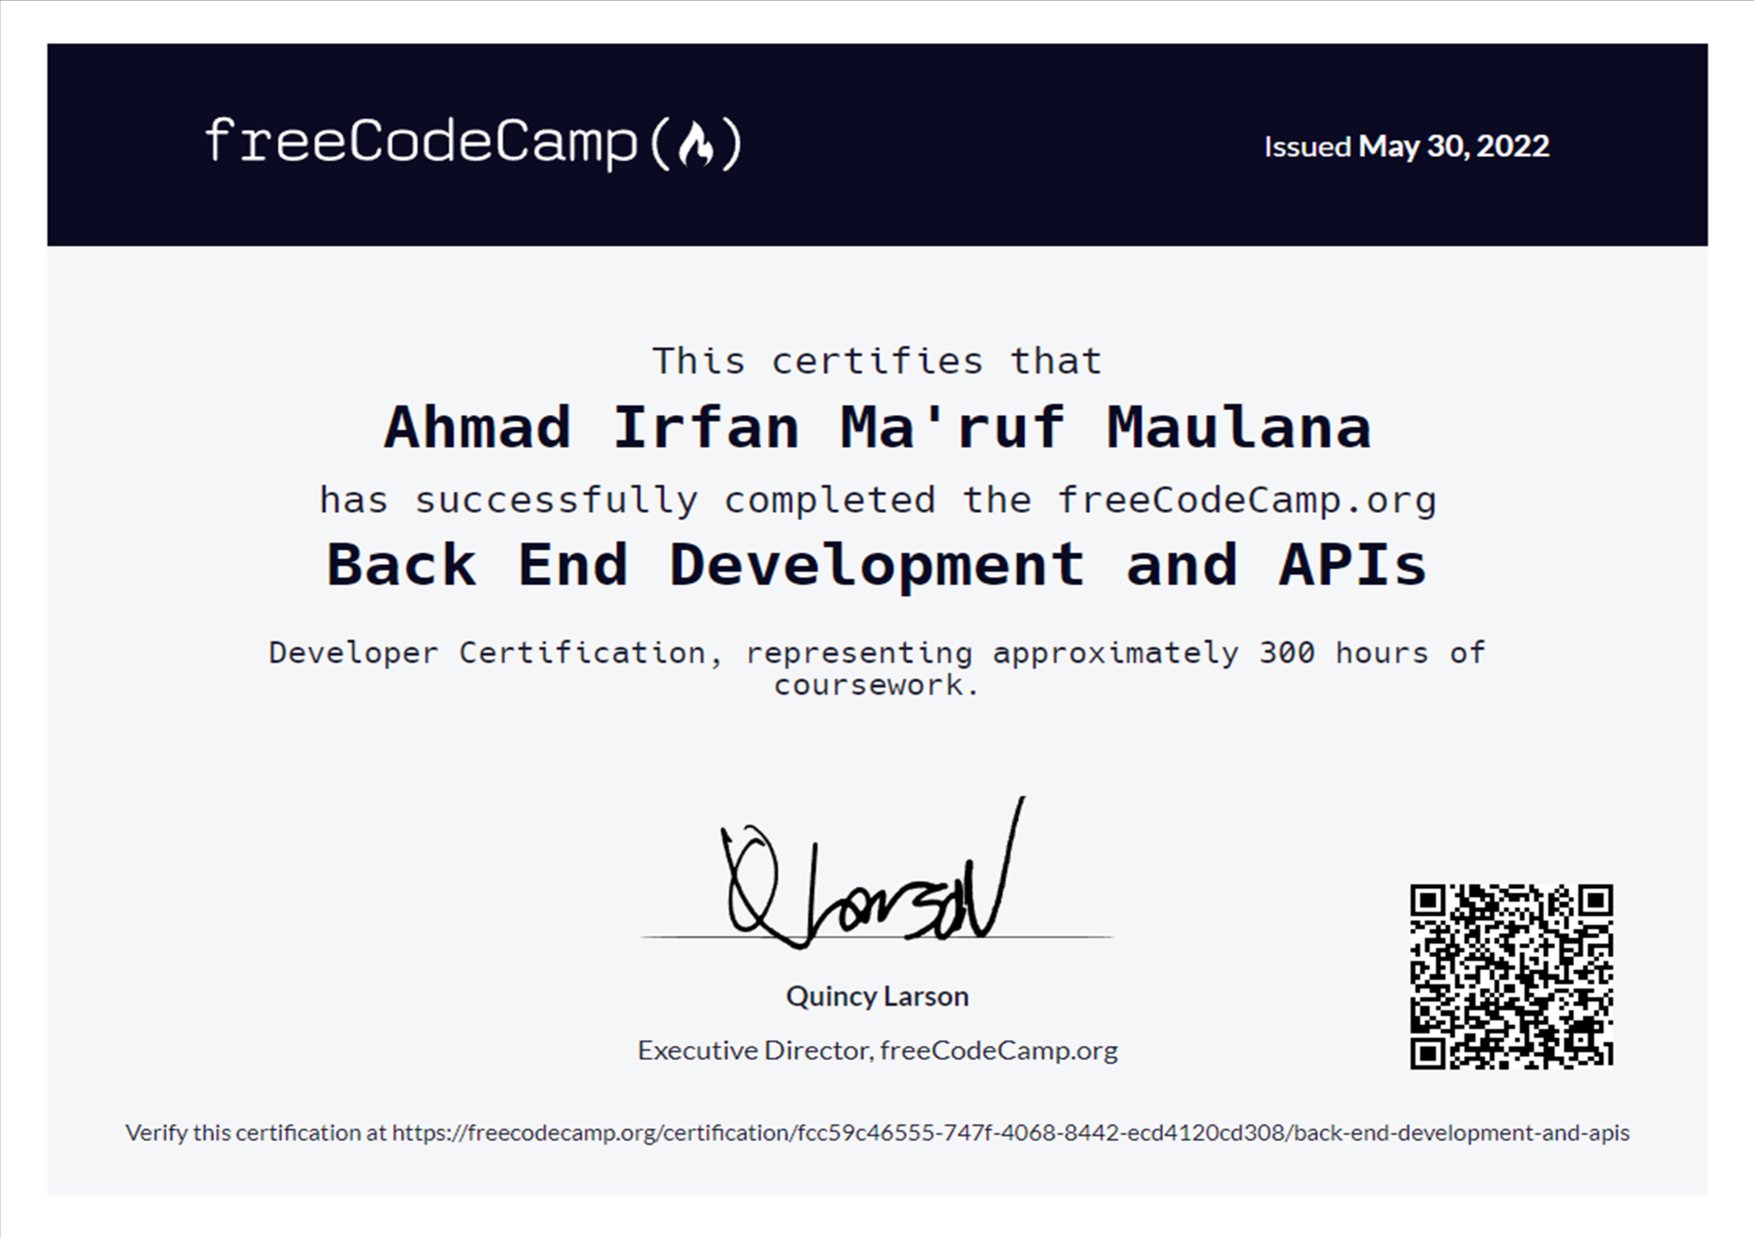 freeCodeCamp(🔥)
Issued May 30, 2022
This certifies that
Ahmad Irfan Ma'ruf Maulana
has successfully completed the freeCodeCamp.org
Back End Development and APIs
Developer Certification, representing approximately 300 hours of
coursework.
Q Larson
Quincy Larson
Executive Director, freeCodeCamp.org
Verify this certification at https://freecodecamp.org/certification/fcc59c46555-747f-4068-8442-ecd4120cd308/back-end-development-and-apis